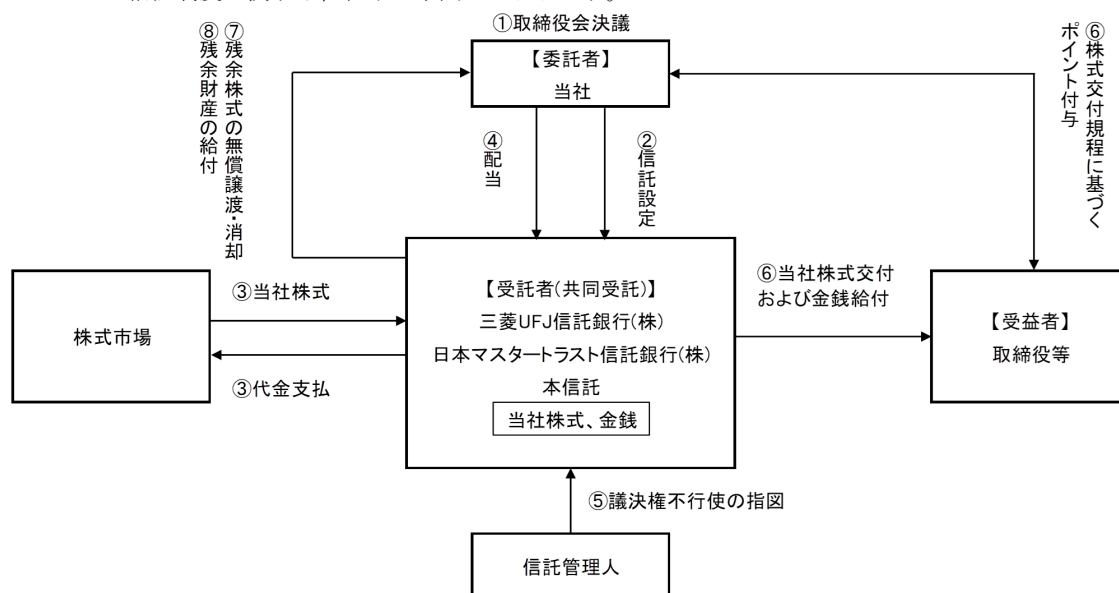 ①取締役会決議
【委託者】
当社
⑧残余財産の給付
⑦残余株式の無償譲渡・消却
④配当
②信託設定
⑥株式交付規程に基づく
ポイント付与
③当社株式
株式市場
③代金支払
【受託者(共同受託)】
三菱UFJ信託銀行(株)
日本マスタートラスト信託銀行(株)
本信託
当社株式、金銭
⑥当社株式交付
および金銭給付
【受益者】
取締役等
⑤議決権不行使の指図
信託管理人